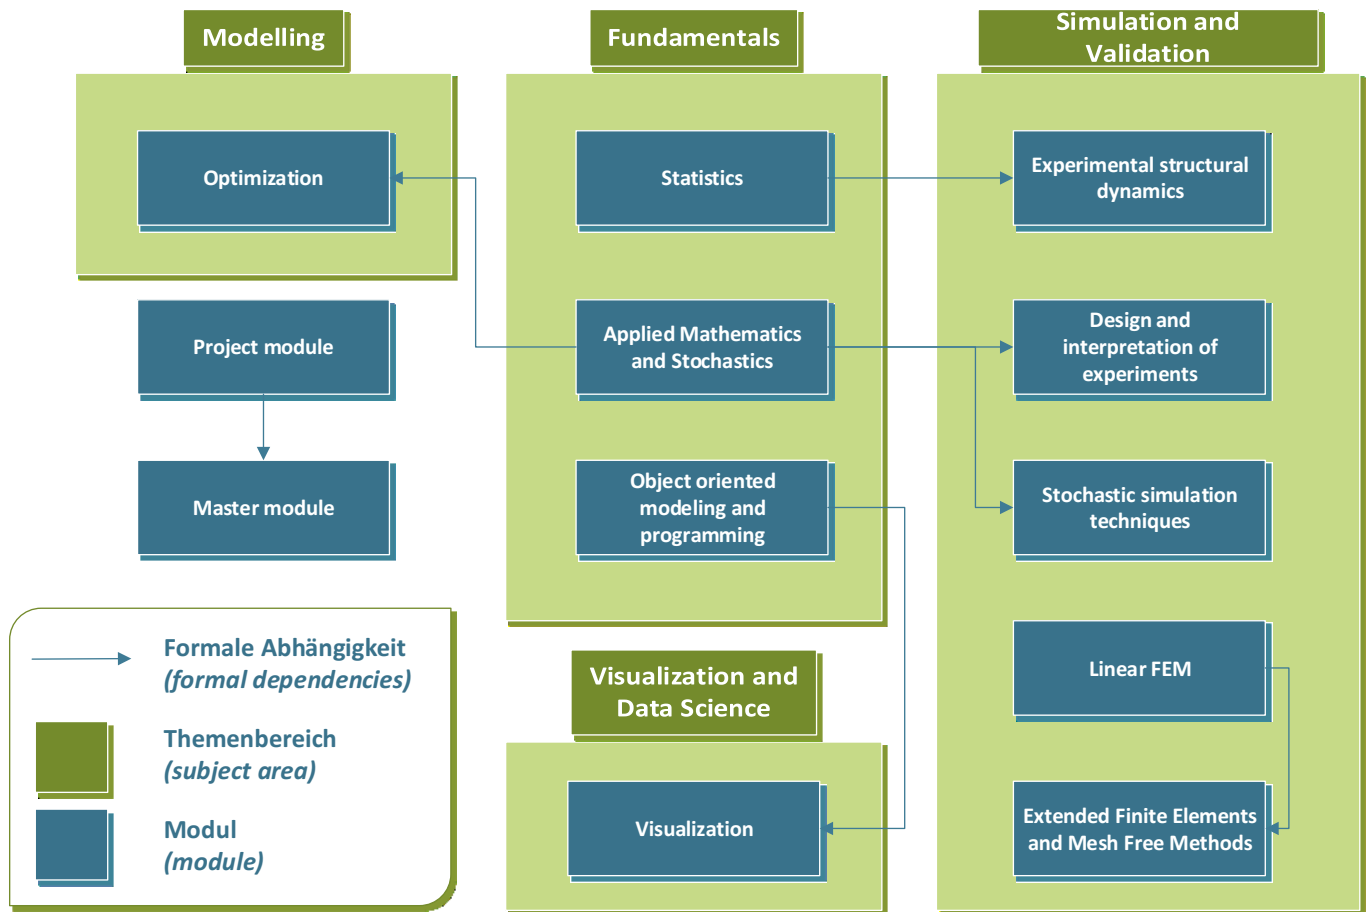 Modelling
Optimization
Project module
Master module
Fundamentals
Statistics
Applied Mathematics
and Stochastics
Object oriented
modeling and
programming
Visualization and
Data Science
Visualization
Simulation and
Validation
Experimental structural
dynamics
Design and
interpretation of
experiments
Stochastic simulation
techniques
Linear FEM
Extended Finite Elements
and Mesh Free Methods
Formale Abhängigkeit
(formal dependencies)
Themenbereich
(subject area)
Modul
(module)